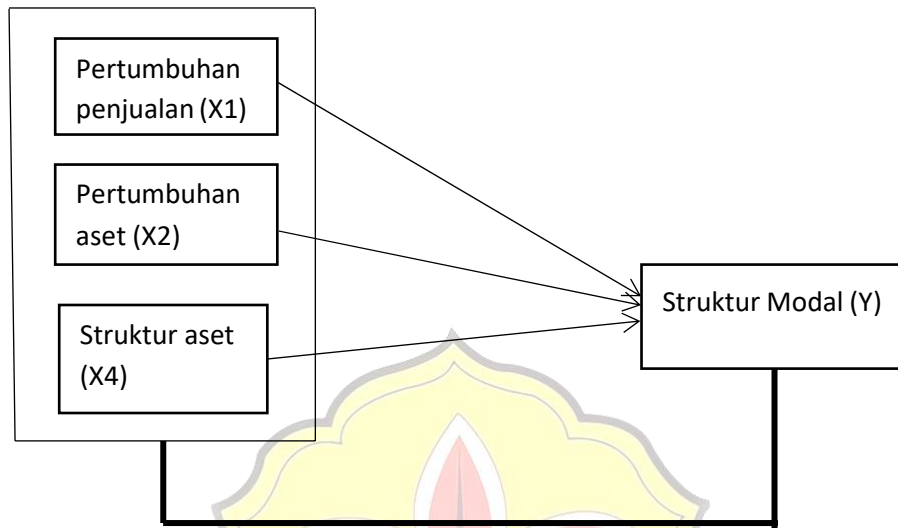 Pertumbuhan
penjualan (X1)
Pertumbuhan
aset (X2)
Struktur aset
(X4)
Struktur Modal (Y)